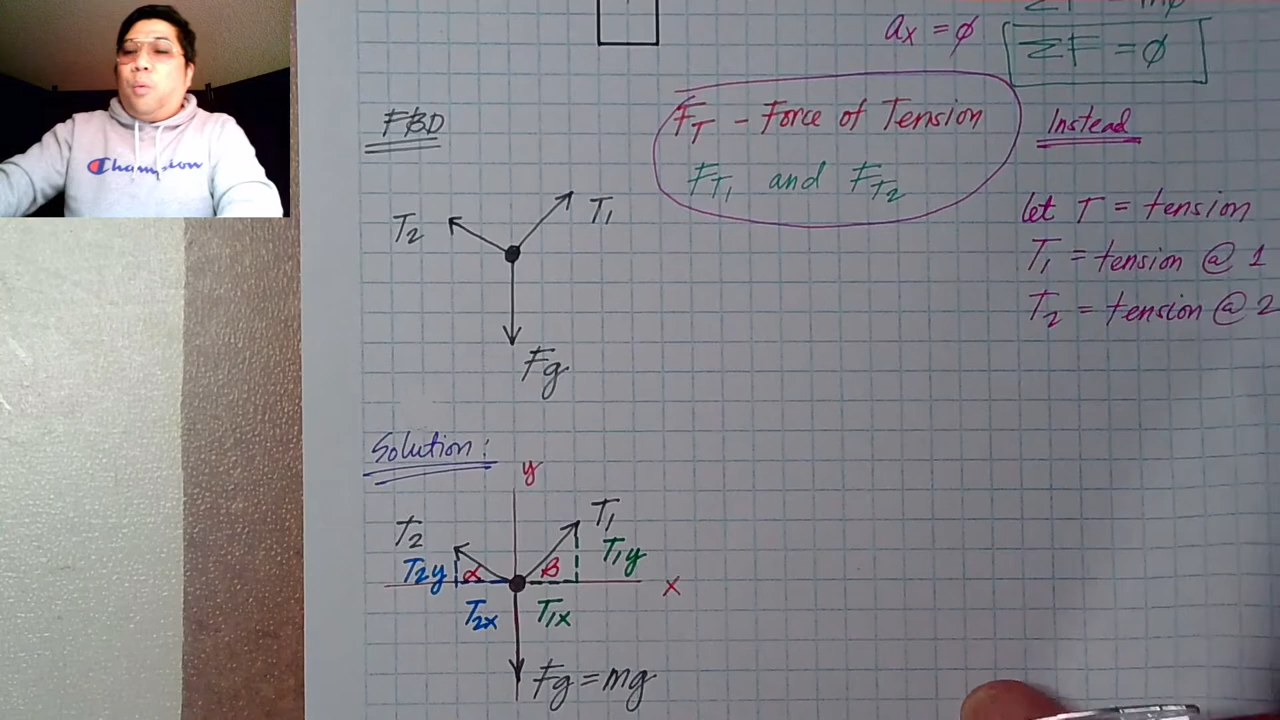 Champion
ax = ϕ
ΣF = ϕ
FBD
FT - Force of Tension
FT1 and FT2
Instead
let T = tension
T1 = tension @ 1
T2 = tension @ 2
T2
T1
Fg
Solution:
y
T2
T1
T2y
α
β
T1y
x
T2x
T1x
Fg = mg